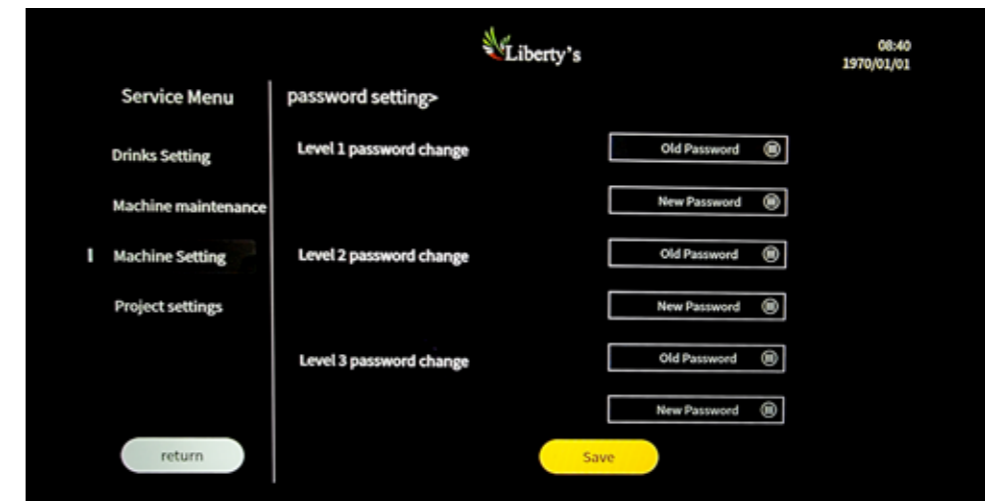 Liberty's
08:40
1970/01/01
Service Menu
password setting>
Drinks Setting
Machine maintenance
Machine Setting
Project settings
Level 1 password change
Old Password
New Password
Level 2 password change
Old Password
New Password
Level 3 password change
Old Password
New Password
return
Save